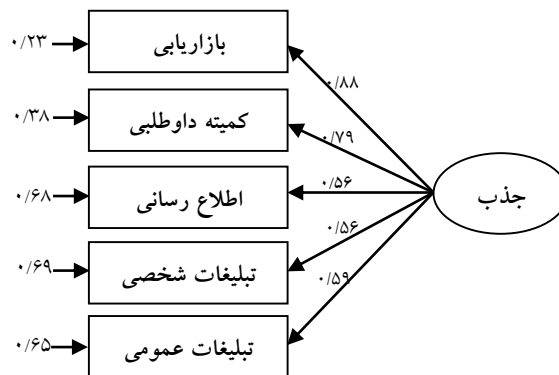 ۰/۲۳
بازاریابی
۰/۸۸
۰/۳۸
کمیته داوطلبی
۰/۷۹
۰/۶۸
اطلاع رسانی
۰/۵۶
جذب
۰/۶۹
تبلیغات شخصی
۰/۵۶
۰/۶۵
تبلیغات عمومی
۰/۵۹